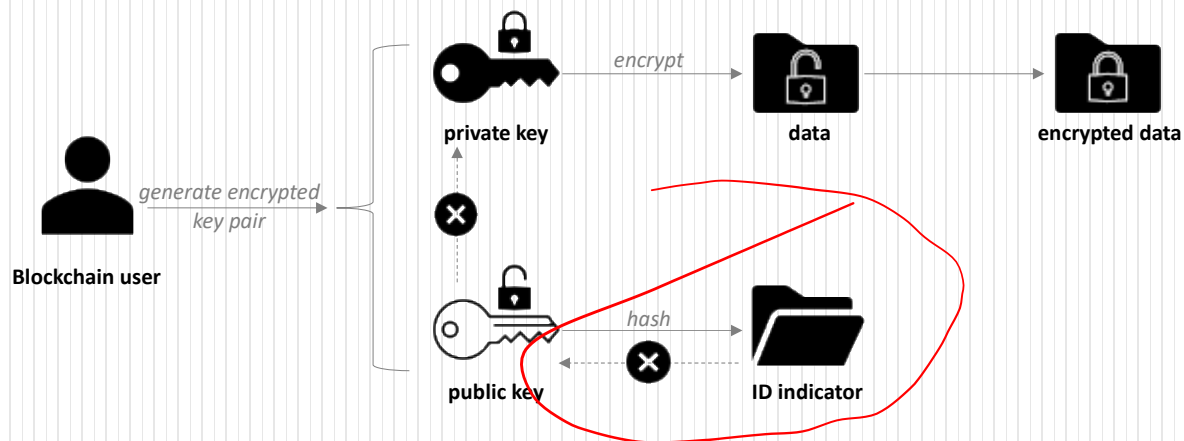 encrypt
private key
data
encrypted data
generate encrypted
key pair
Blockchain user
hash
public key
ID indicator